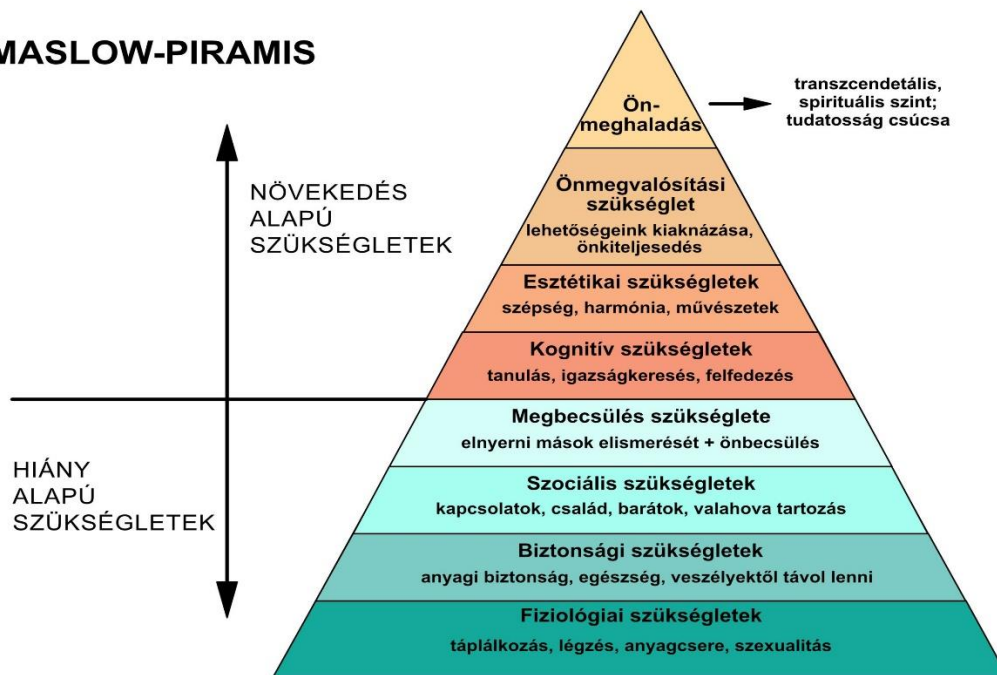 MASLOW-PIRAMIS
transzcendetális,
spirituális szint;
tudatosság csúcsa
Ön-
meghaladás
NÖVEKEDÉS
ALAPÚ
SZÜKSÉGLETEK
Önmegvalósítási
szükséglet
lehetőségeink kiaknázása,
önkiteljesedés
Esztétikai szükségletek
szépség, harmónia, művészetek
Kognitív szükségletek
tanulás, igazságkeresés, felfedezés
Megbecsülés szükséglete
elnyerni mások elismerését + önbecsülés
HIÁNY
ALAPÚ
SZÜKSÉGLETEK
Szociális szükségletek
kapcsolatok, család, barátok, valahova tartozás
Biztonsági szükségletek
anyagi biztonság, egészség, veszélyektől távol lenni
Fiziológiai szükségletek
táplálkozás, légzés, anyagcsere, szexualitás